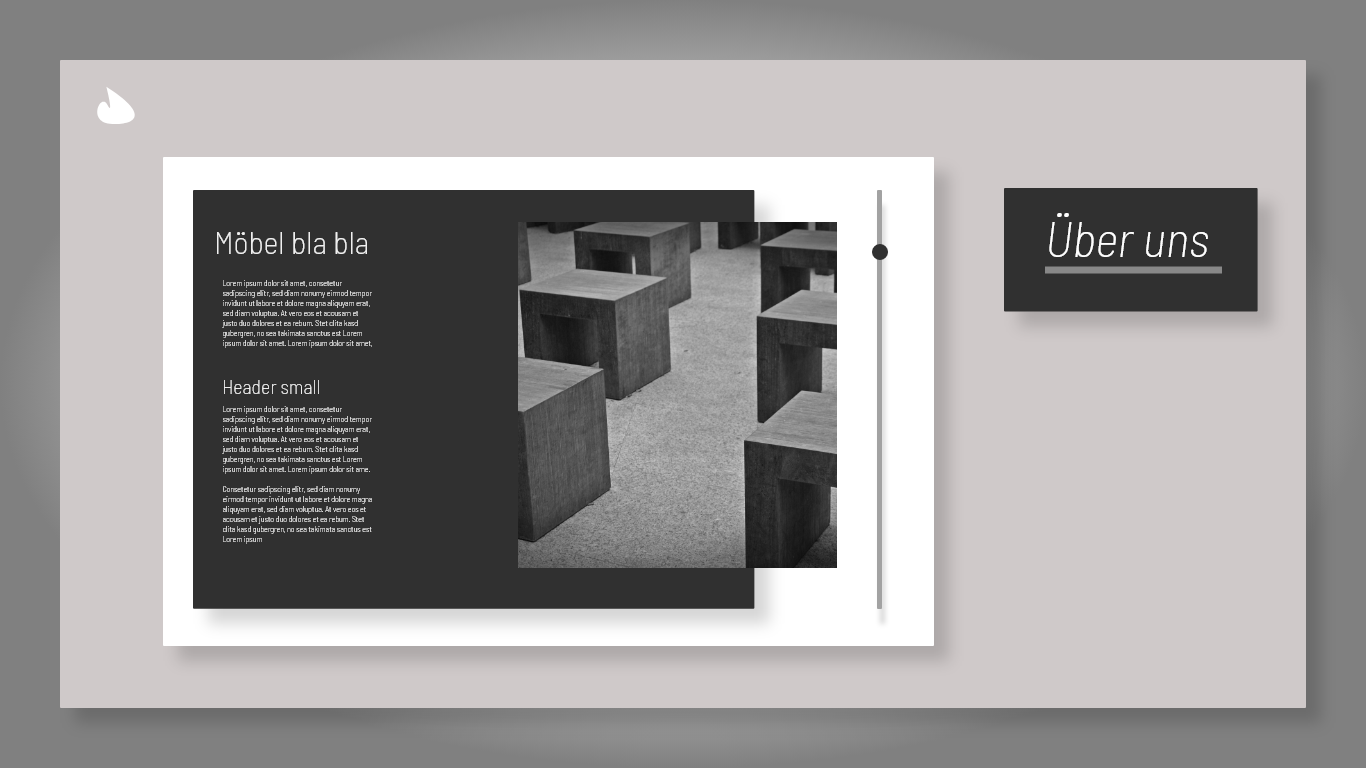 Möbel bla bla
Lorem ipsum dolor sit amet, consetetur
sadipscing elitr, sed diam nonumy eirmod tempor
invidunt ut labore et dolore magna aliquyam erat,
sed diam voluptua. At vero eos et acousam et
justo duo dolores et ea rebum. Stet clita kasd
gubergren, no sea takimata sanctus est Lorem
ipsum dolor sit amet. Lorem ipsum dolor sit amet,
Header small
Lorem ipsum dolor sit amet, consetetur
sadipscing elitr, sed diam nonumy eirmod tempor
invidunt ut labore et dolore magna aliquyam erat,
sed diam voluptua. At vero eos et acousam et
justo duo dolores et ea rebum. Stet clita kasd
gubergren, no sea takimata sanctus est Lorem
ipsum dolor sit amet. Lorem ipsum dolor sit ame.
Consetetur sadipscing elitr, sed diam nonumy
eirmod tempor invidunt ut labore et dolore magna
aliquyam erat, sed diam voluptua. At vero eos et
acousam et justo duo dolores et ea rebum. Stet
clita kasd gubergren, no sea takimata sanctus est
Lorem ipsum
Über uns